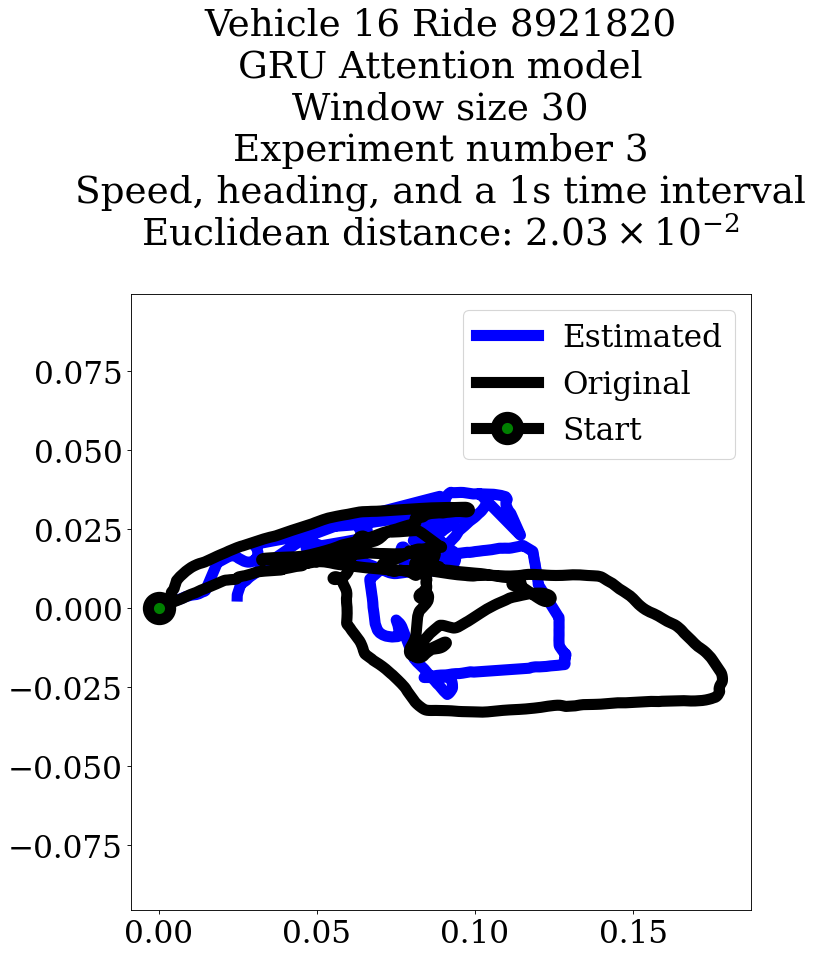 Vehicle 16 Ride 8921820
GRU Attention model
Window size 30
Experiment number 3
Speed, heading, and a 1s time interval
Euclidean distance: 2.03 × 10⁻²
Estimated
Original
Start
0.075
0.050
0.025
0.000
−0.025
−0.050
−0.075
0.00 0.05 0.10 0.15